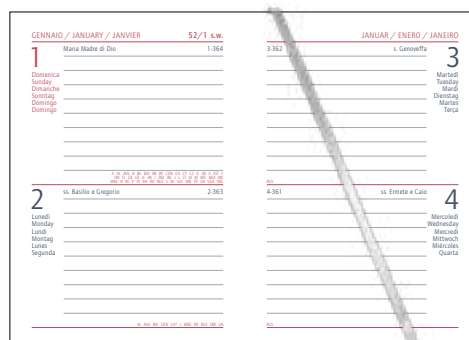 GENNAIO / JANUARY / JANVIER 52/1 s.w.
1
Maria Madre di Dio 1-364
Domenica
Sunday
Dimanche
Sonntag
Domingo
Domingo
2
ss. Basilio e Gregorio 2-363
Lunedì
Monday
Lundi
Montag
Lunes
Segunda
JANUAR / ENERO / JANEIRO
3-362 s. Genoveffa
3
Martedì
Tuesday
Mardi
Dienstag
Martes
Terça
RUS
4-361 ss. Ermete e Caio
4
Mercoledì
Wednesday
Mercredi
Mittwoch
Miércoles
Quarta
RUS